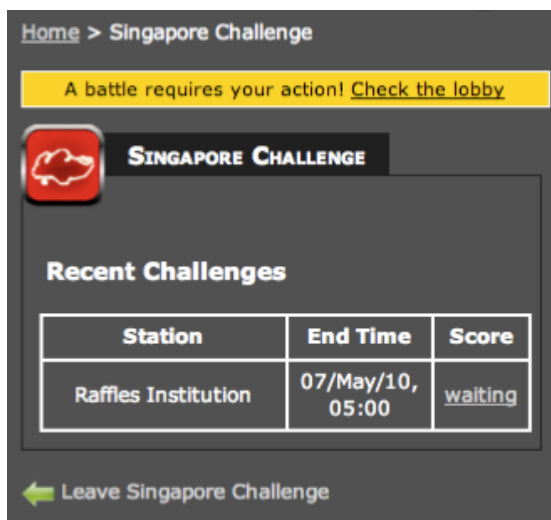 Home > Singapore Challenge
A battle requires your action! Check the lobby
SINGAPORE CHALLENGE
Recent Challenges
Station End Time Score
Raffles Institution 07/May/10, 05:00 waiting
Leave Singapore Challenge